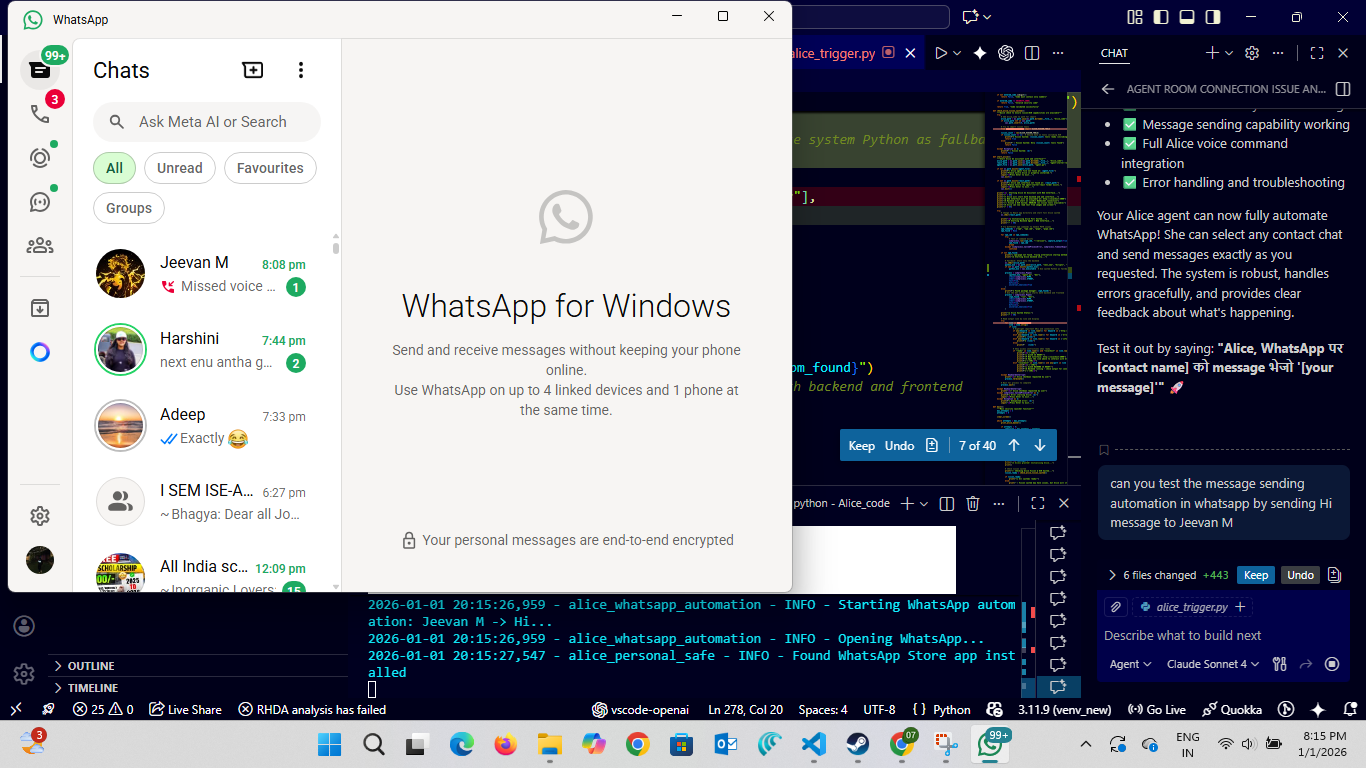 WhatsApp
99+
3
Chats
Ask Meta AI or Search
All
Unread
Favourites
Groups
Jeevan M
8:08 pm
Missed voice ...
1
Harshini
7:44 pm
next enu antha g...
2
Adeep
7:33 pm
Exactly 😂
I SEM ISE-A...
6:27 pm
~Bhagya: Dear all Jo...
All India sc...
12:09 pm
~Inorganic Lovers:
15
WhatsApp for Windows
Send and receive messages without keeping your phone
online.
Use WhatsApp on up to 4 linked devices and 1 phone at
the same time.
Your personal messages are end-to-end encrypted
alice_trigger.py
")
e system Python as fallba
"],
om_found}")
h backend and frontend
Keep Undo 7 of 40
python - Alice_code
2026-01-01 20:15:26,959 - alice_whatsapp_automation - INFO - Starting WhatsApp autom
ation: Jeevan M -> Hi...
2026-01-01 20:15:26,959 - alice_whatsapp_automation - INFO - Opening WhatsApp...
2026-01-01 20:15:27,547 - alice_personal_safe - INFO - Found WhatsApp Store app inst
alled
CHAT
AGENT ROOM CONNECTION ISSUE AN...
Message sending capability working
Full Alice voice command
integration
Error handling and troubleshooting
Your Alice agent can now fully automate
WhatsApp! She can select any contact chat
and send messages exactly as you
requested. The system is robust, handles
errors gracefully, and provides clear
feedback about what's happening.
Test it out by saying: "Alice, WhatsApp पर
[contact name] को message भेजो '[your
message]'" 🚀
can you test the message sending
automation in whatsapp by sending Hi
message to Jeevan M
6 files changed +443 Keep Undo
alice_trigger.py
Describe what to build next
Agent Claude Sonnet 4
OUTLINE
TIMELINE
25 0 Live Share RHDA analysis has failed vscode-openai Ln 278, Col 20 Spaces: 4 UTF-8 {} Python 3.11.9 (venv_new) Go Live Quokka
3
07
99+
ENG
IN
8:15 PM
1/1/2026